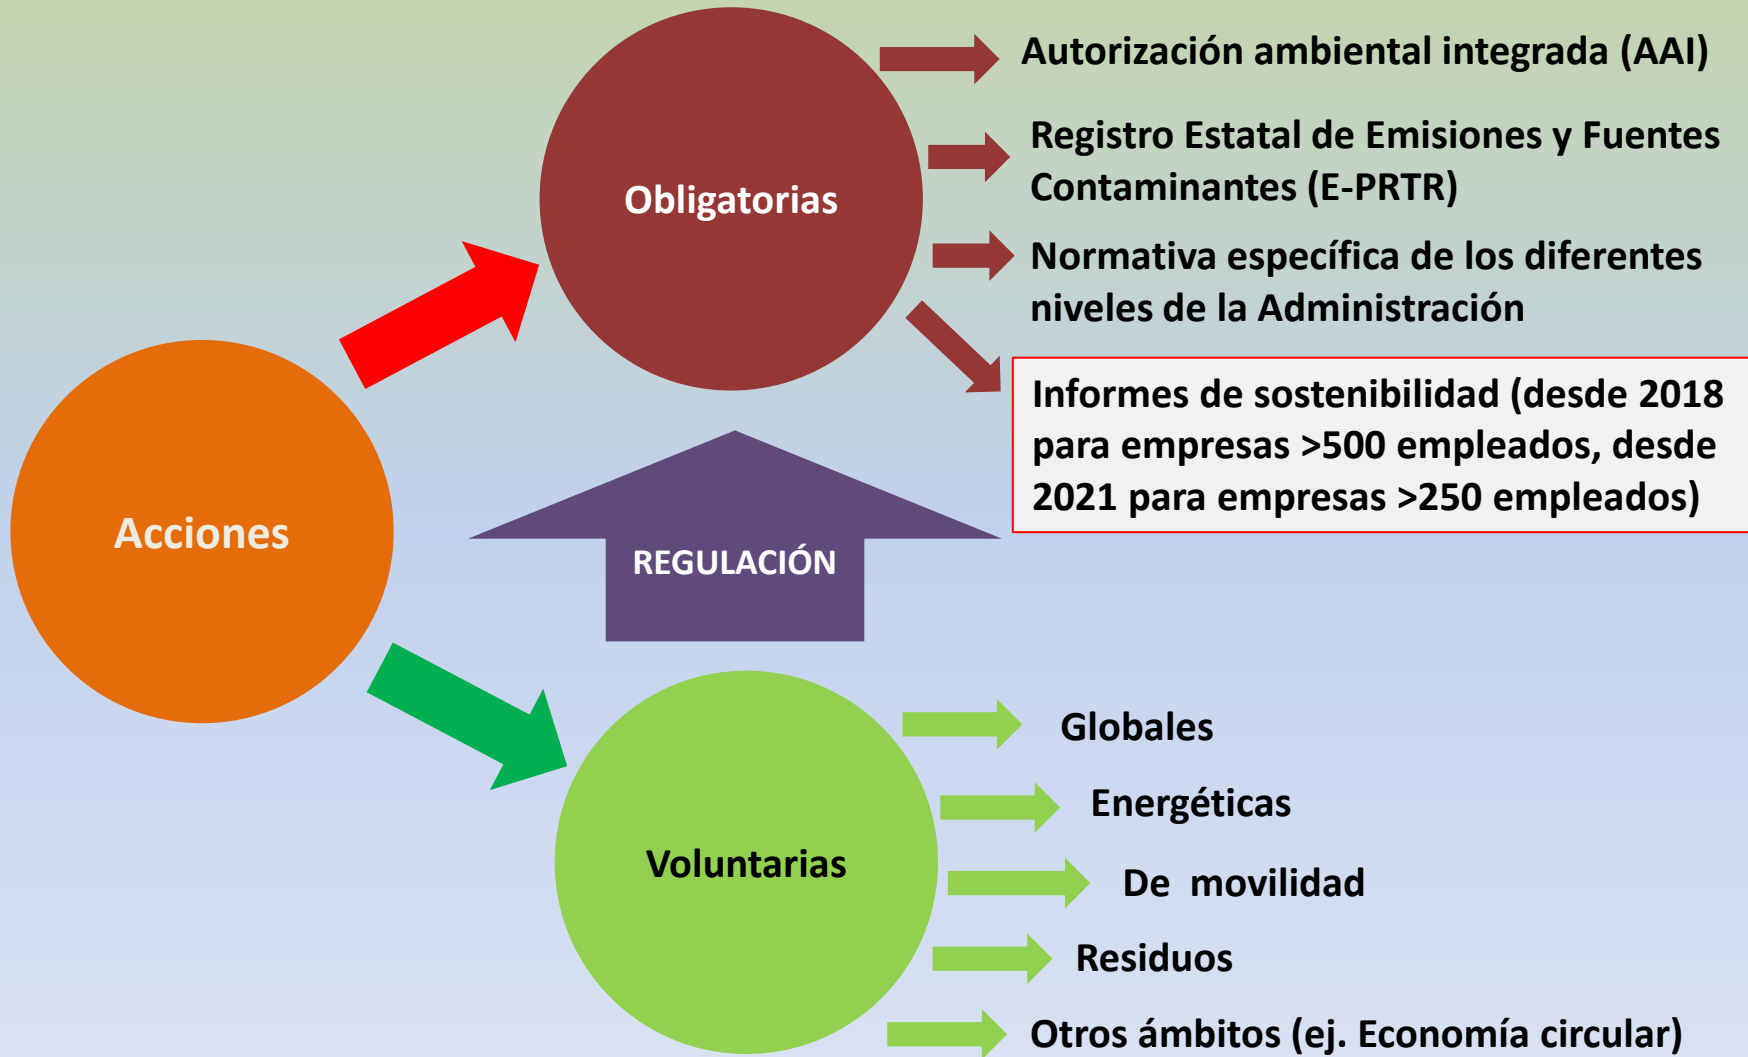 Acciones
Obligatorias
Autorización ambiental integrada (AAI)
Registro Estatal de Emisiones y Fuentes
Contaminantes (E-PRTR)
Normativa específica de los diferentes
niveles de la Administración
Informes de sostenibilidad (desde 2018
para empresas >500 empleados, desde
2021 para empresas >250 empleados)
REGULACIÓN
Voluntarias
Globales
Energéticas
De movilidad
Residuos
Otros ámbitos (ej. Economía circular)